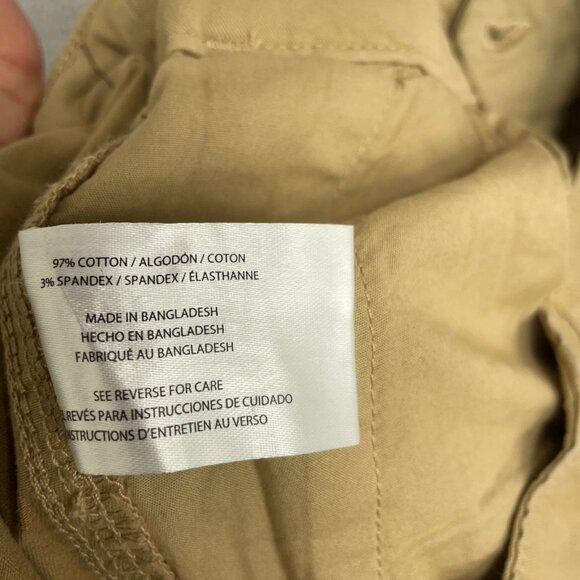 97% COTTON / ALGODÓN / COTON
3% SPANDEX / SPANDEX / ÉLASTHANNE
MADE IN BANGLADESH
HECHO EN BANGLADESH
FABRIQUÉ AU BANGLADESH
SEE REVERSE FOR CARE
REVÉS PARA INSTRUCCIONES DE CUIDADO
D'ENTRETIEN AU VERSO